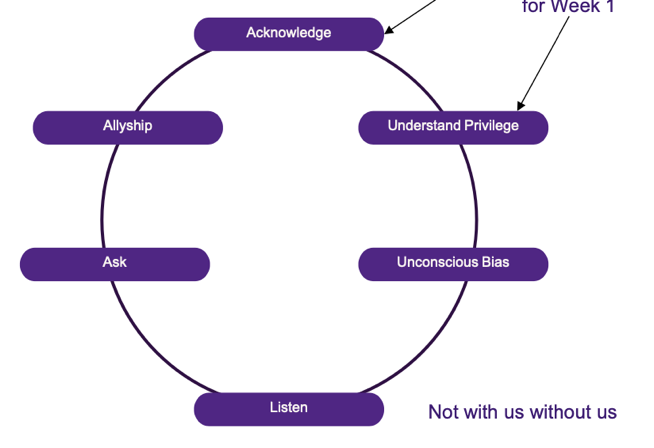 for Week 1
Acknowledge
Allyship
Understand Privilege
Ask
Unconscious Bias
Listen
Not with us without us